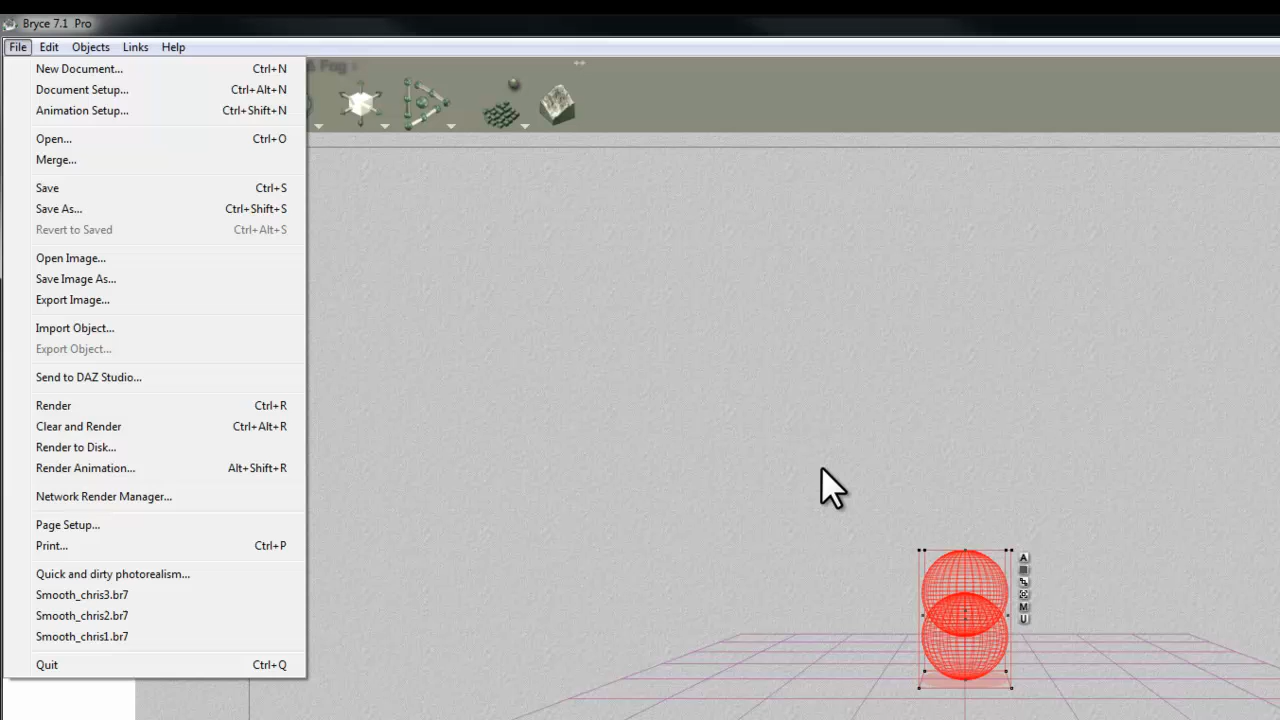 Bryce 7.1 Pro
File Edit Objects Links Help
& Fog
New Document... Ctrl+N
Document Setup... Ctrl+Alt+N
Animation Setup... Ctrl+Shift+N
Open... Ctrl+O
Merge...
Save Ctrl+S
Save As... Ctrl+Shift+S
Revert to Saved Ctrl+Alt+S
Open Image...
Save Image As...
Export Image...
Import Object...
Export Object...
Send to DAZ Studio...
Render Ctrl+R
Clear and Render Ctrl+Alt+R
Render to Disk...
Render Animation... Alt+Shift+R
Network Render Manager...
Page Setup...
Print... Ctrl+P
Quick and dirty photorealism...
Smooth_chris3.br7
Smooth_chris2.br7
Smooth_chris1.br7
Quit Ctrl+Q
A
M
U